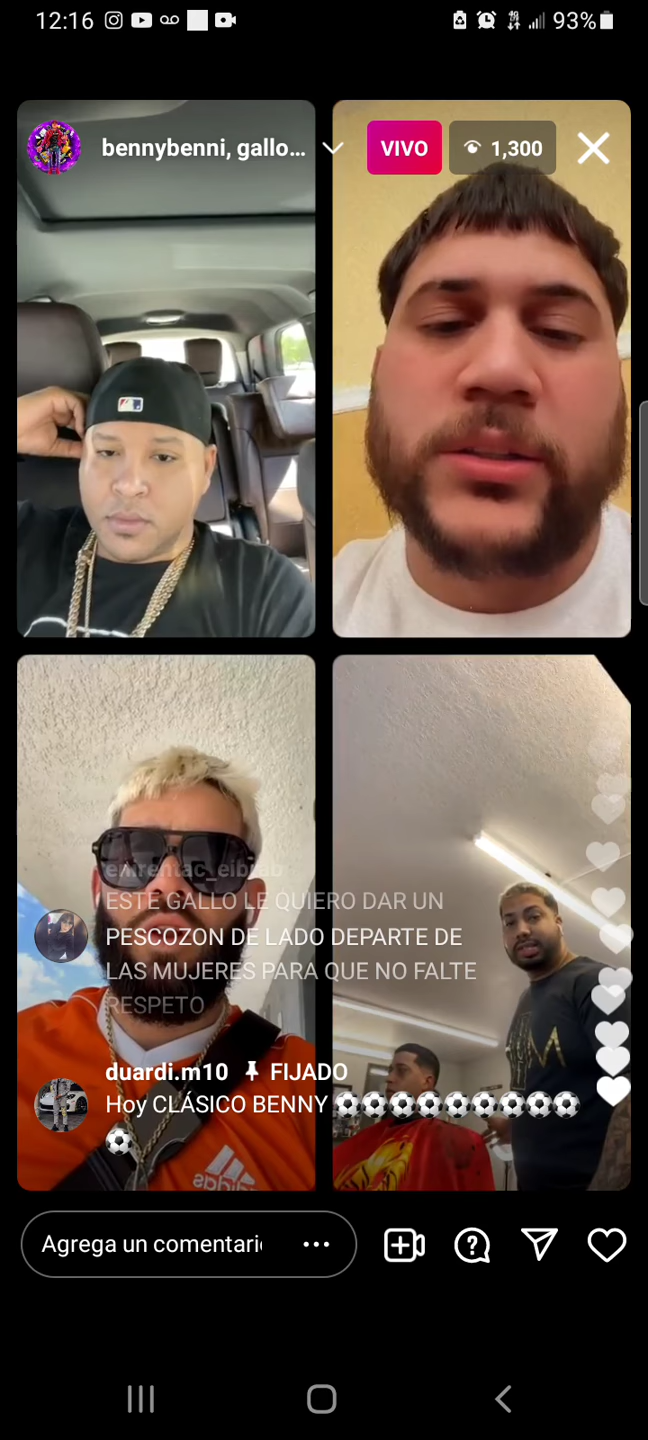 12:16
93%
bennybenni, gallo...
VIVO
1,300
ESTE GALLO LE QUIERO DAR UN
PESCOZON DE LADO DEPARTE DE
LAS MUJERES PARA QUE NO FALTE
RESPETO
duardi.m10 FIJADO
Hoy CLÁSICO BENNY ⚽⚽⚽⚽⚽⚽⚽⚽⚽
⚽
adidas
Agrega un comentari